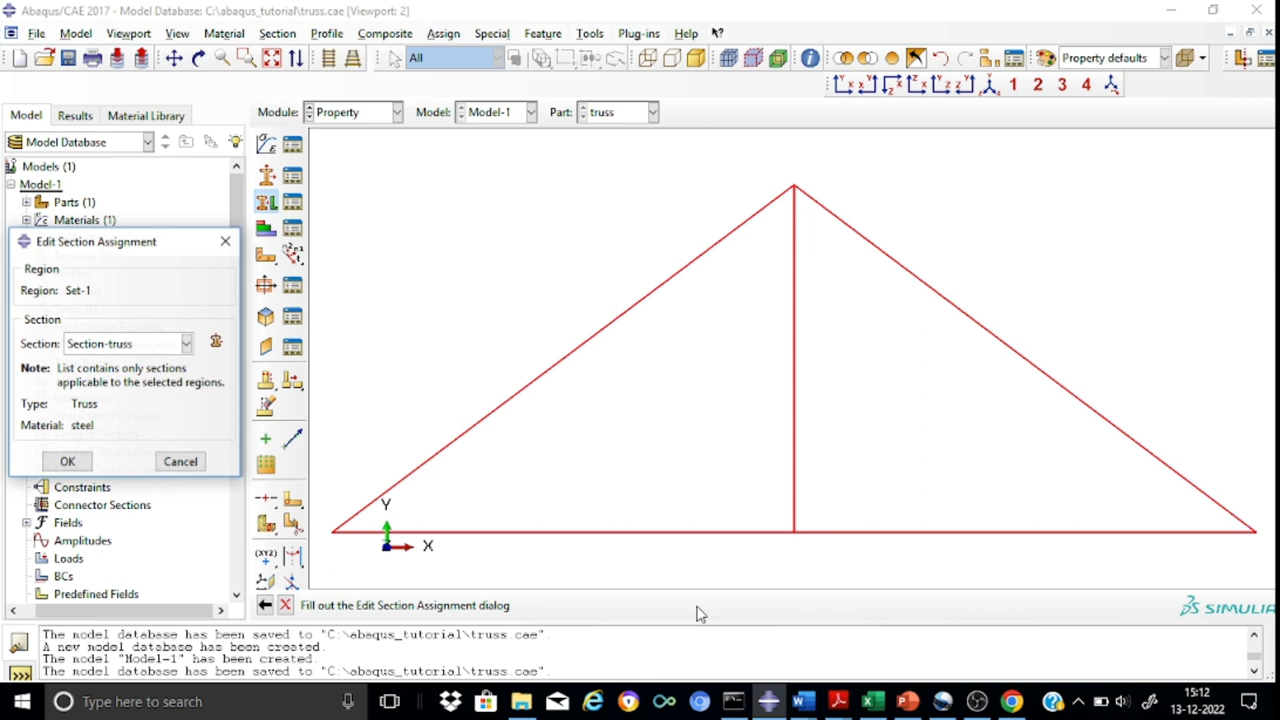 Abaqus/CAE 2017 - Model Database: C:\abaqus_tutorial\truss.cae [Viewport: 2]
File Model Viewport View Material Section Profile Composite Assign Special Feature Tools Plug-ins Help
All Property defaults
1 2 3 4
Model Results Material Library Module: Property Model: Model-1 Part: truss
Model Database
Models (1)
Model-1
Parts (1)
Materials (1)
Edit Section Assignment
Region
Region: Set-1
Section
Section: Section-truss
Note: List contains only sections
applicable to the selected regions.
Type: Truss
Material: steel
OK Cancel
Constraints
Connector Sections
Fields
Amplitudes
Loads
BCs
Predefined Fields
Y
X
Fill out the Edit Section Assignment dialog
SIMULIA
The model database has been saved to "C:\abaqus_tutorial\truss.cae".
A new model database has been created.
The model "Model-1" has been created.
The model database has been saved to "C:\abaqus_tutorial\truss.cae".
Type here to search
15:12
13-12-2022